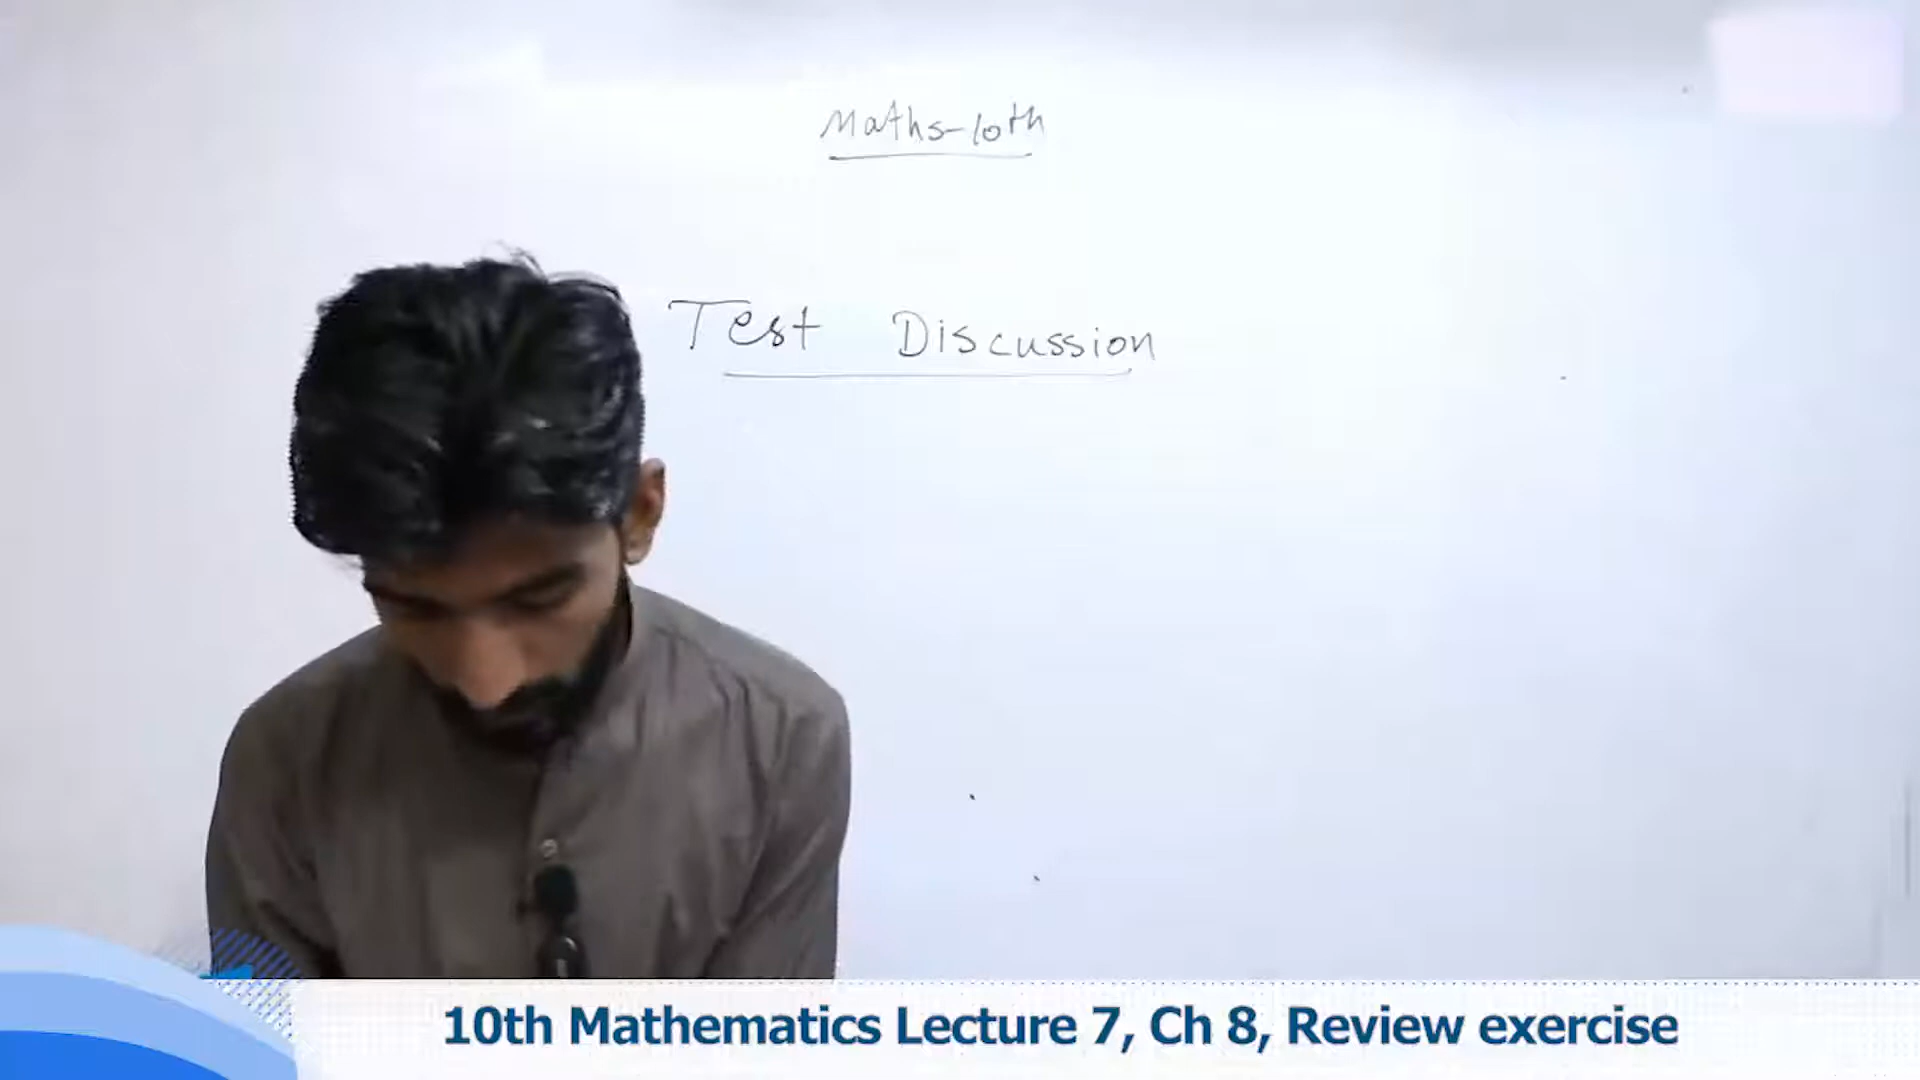 Maths-10th
Test Discussion
10th Mathematics Lecture 7, Ch 8, Review exercise